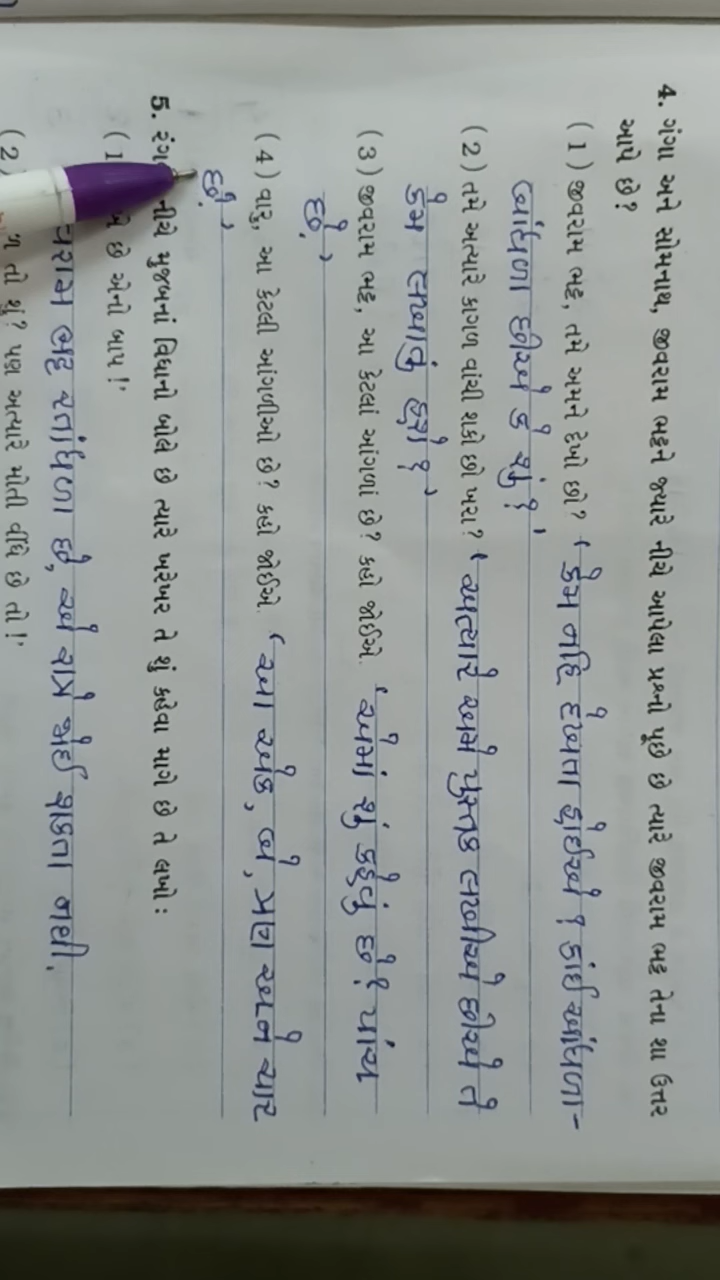 4. ગંગા અને સોમનાથ, જીવરામ ભટ્ટને જ્યારે નીચે આપેલા પ્રશ્નો પૂછે છે ત્યારે જીવરામ ભટ્ટ તેના શા ઉત્તર
આપે છે?
(1) જીવરામ ભટ્ટ, તમે અમને દેખો છો? ‘કેમ નહિ દેખતા હોઈએ? કાંઈ આંધળા-
બાંધળા છીએ કે શું?’
(2) તમે અત્યારે કાગળ વાંચી શકો છો ખરા? ‘અત્યારે અમે પુસ્તક લખીએ છીએ તે
કેમ લખાતું હશે?’
(3) જીવરામ ભટ્ટ, આ કેટલાં આંગળાં છે? કહો જોઈએ. ‘એમાં શું કહેવું છે? પાંચ
છે.’
(4) વારુ, આ કેટલી આંગળીઓ છે? કહો જોઈએ. ‘આ એક, બે, ત્રણ અને ચાર
છે.’
5. નીચે મુજબનાં વિધાનો બોલે છે ત્યારે ખરેખર તે શું કહેવા માગે છે તે લખો :
(1 છે એનો બાપ!”
ભટ્ટ રતાંધળા છે, એ રાત્રે જોઈ શકતા નથી.
(2) તો શું? પણ અત્યારે મોતી વીંધે છે તો!”